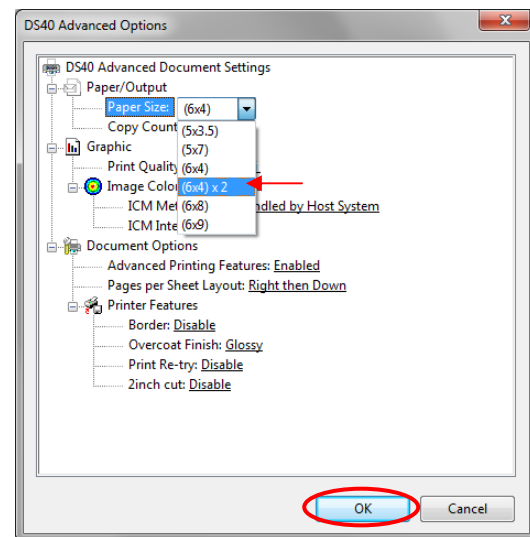 DS40 Advanced Options
DS40 Advanced Document Settings
Paper/Output
Paper Size: (6x4)
Copy Count
(5x3.5)
(5x7)
(6x4)
(6x4) x 2
(6x8)
(6x9)
Graphic
Print Quality
Image Color
ICM Met ndled by Host System
ICM Inte
Document Options
Advanced Printing Features: Enabled
Pages per Sheet Layout: Right then Down
Printer Features
Border: Disable
Overcoat Finish: Glossy
Print Re-try: Disable
2inch cut: Disable
OK Cancel